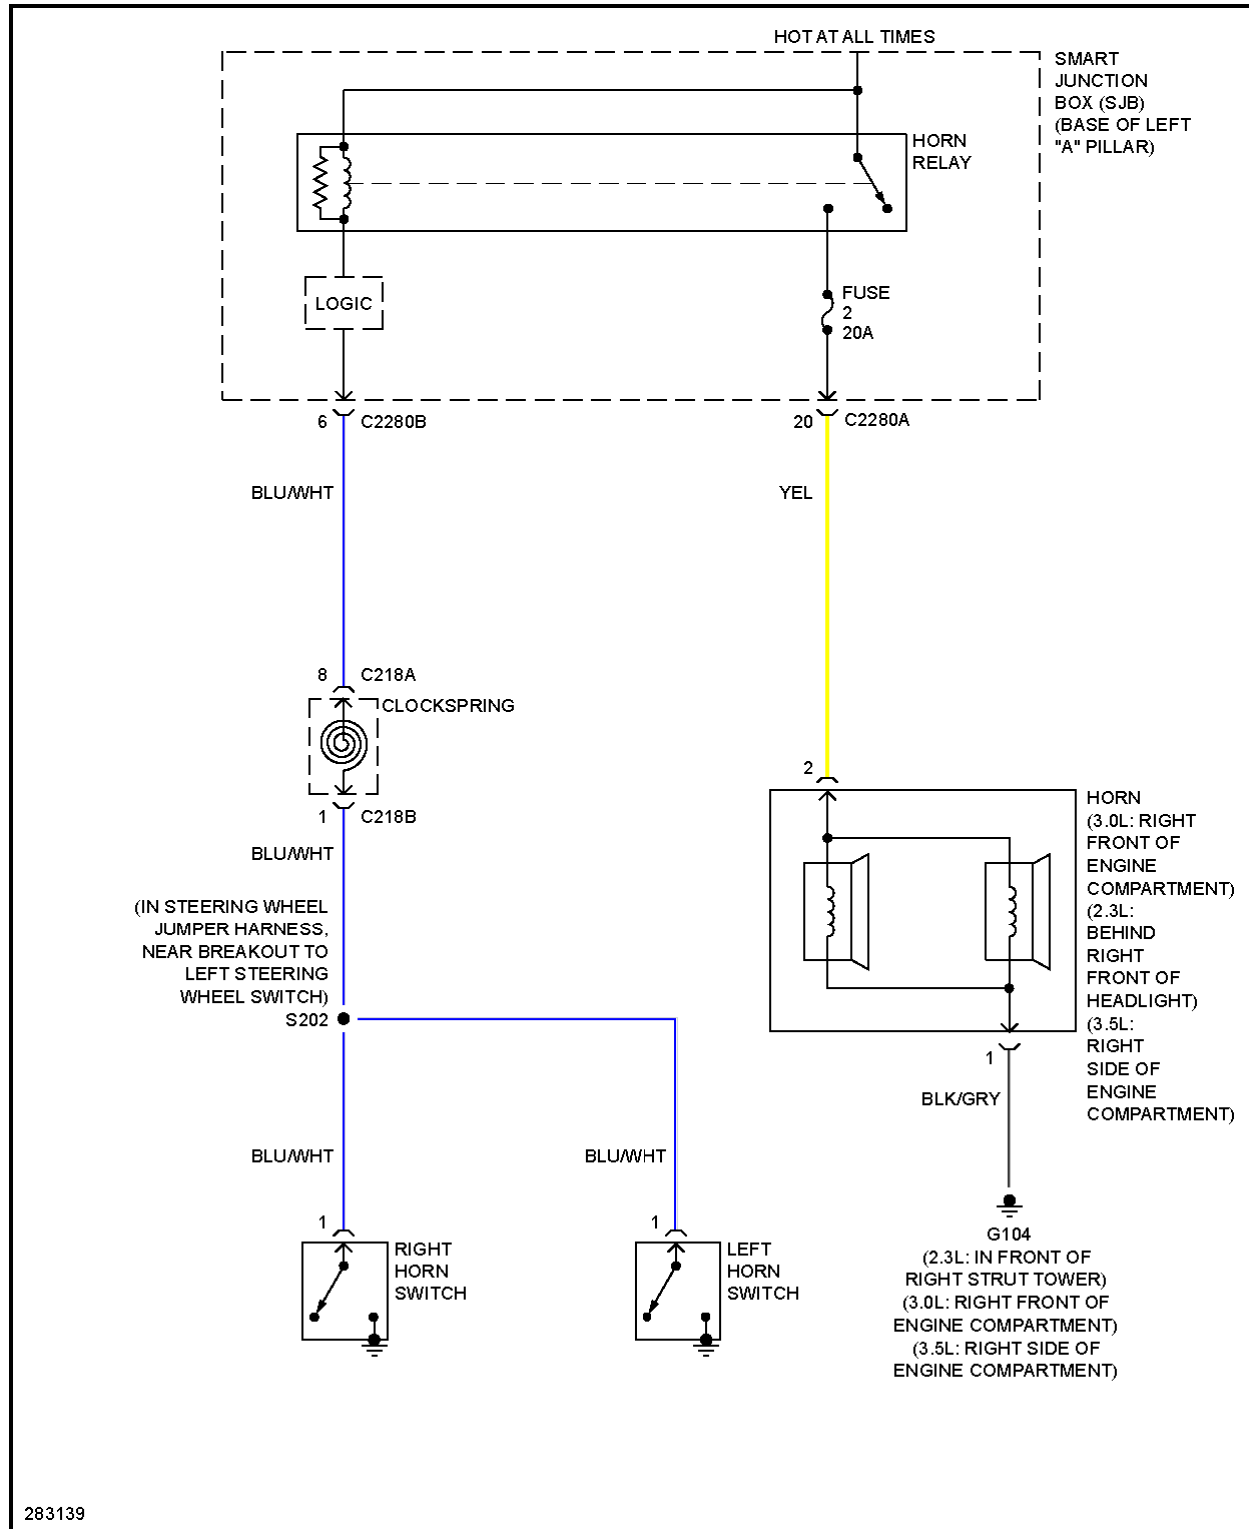 HOT AT ALL TIMES
SMART
JUNCTION
BOX (SJB)
(BASE OF LEFT
"A" PILLAR)
HORN
RELAY
LOGIC
FUSE
2
20A
6 C2280B
20 C2280A
BLU/WHT
YEL
8 C218A
CLOCKSPRING
1 C218B
BLU/WHT
(IN STEERING WHEEL
JUMPER HARNESS,
NEAR BREAKOUT TO
LEFT STEERING
WHEEL SWITCH)
S202
2
HORN
(3.0L: RIGHT
FRONT OF
ENGINE
COMPARTMENT)
(2.3L:
BEHIND
RIGHT
FRONT OF
HEADLIGHT)
(3.5L:
RIGHT
SIDE OF
ENGINE
COMPARTMENT)
1
BLK/GRY
BLU/WHT
BLU/WHT
1
RIGHT
HORN
SWITCH
1
LEFT
HORN
SWITCH
G104
(2.3L: IN FRONT OF
RIGHT STRUT TOWER)
(3.0L: RIGHT FRONT OF
ENGINE COMPARTMENT)
(3.5L: RIGHT SIDE OF
ENGINE COMPARTMENT)
283139